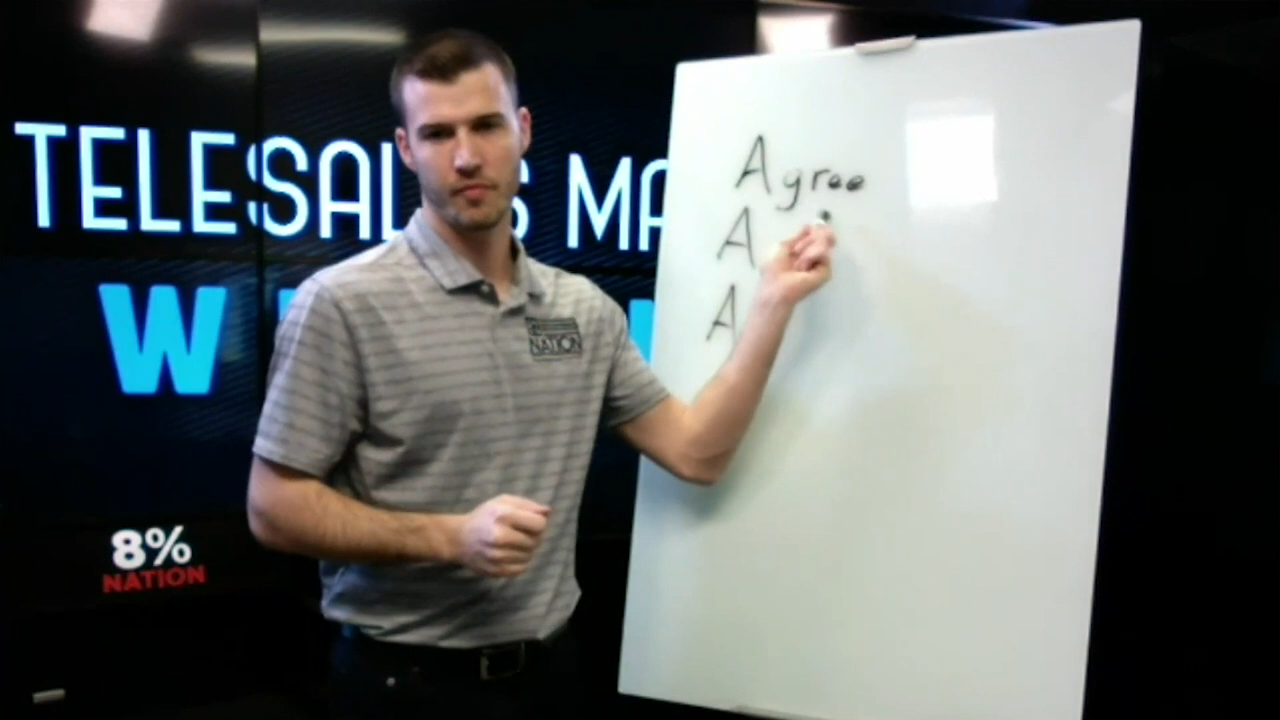 TELESALES MA
W
Agree
A
A
NATION
8%
NATION